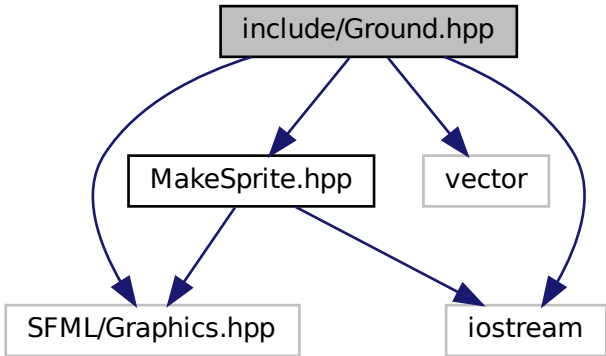 include/Ground.hpp
MakeSprite.hpp
vector
SFML/Graphics.hpp
iostream